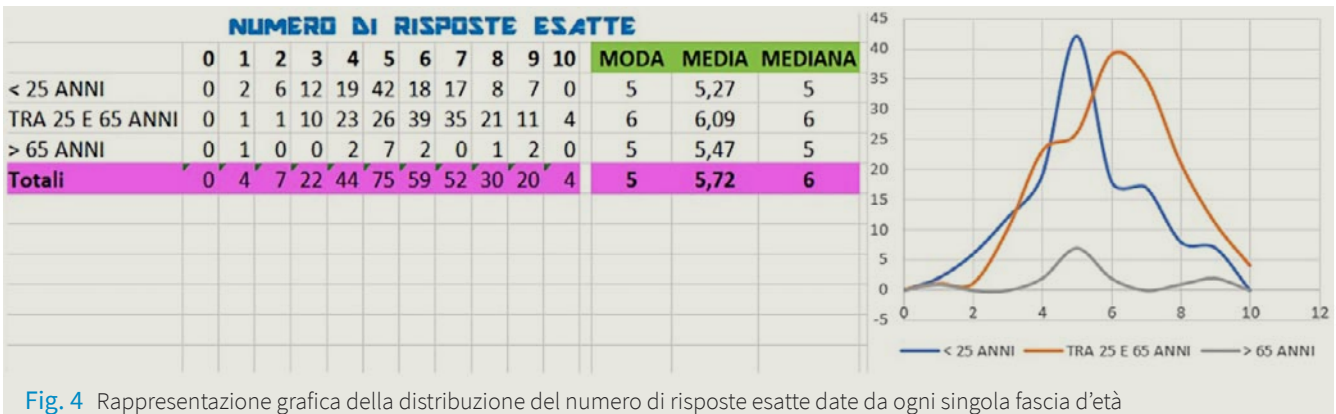 NUMERO DI RISPOSTE ESATTE
0 1 2 3 4 5 6 7 8 9 10 MODA MEDIA MEDIANA
< 25 ANNI 0 2 6 12 19 42 18 17 8 7 0 5 5,27 5
TRA 25 E 65 ANNI 0 1 1 10 23 26 39 35 21 11 4 6 6,09 6
> 65 ANNI 0 1 0 0 2 7 2 0 1 2 0 5 5,47 5
Totali 0 4 7 22 44 75 59 52 30 20 4 5 5,72 6
45
40
35
30
25
20
15
10
5
0
-5
0 2 4 6 8 10 12
< 25 ANNI TRA 25 E 65 ANNI > 65 ANNI
Fig. 4 Rappresentazione grafica della distribuzione del numero di risposte esatte date da ogni singola fascia d'età